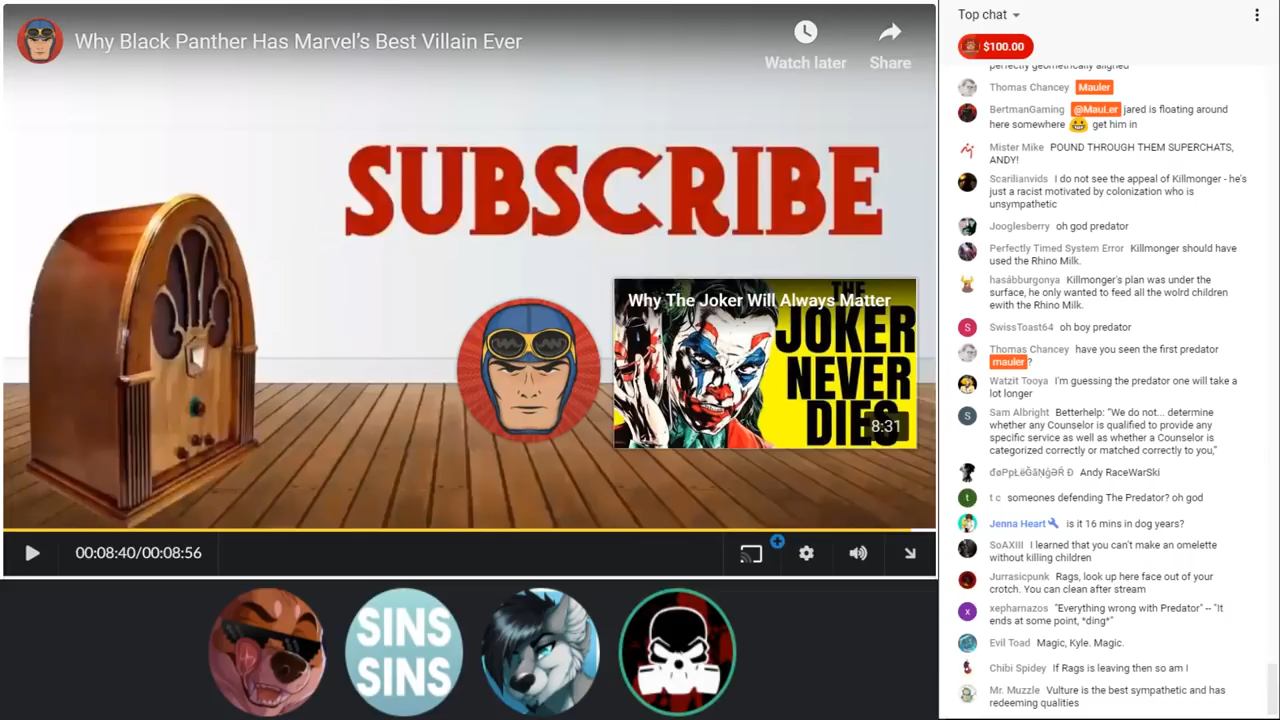 Why Black Panther Has Marvel's Best Villain Ever
Watch later
Share
SUBSCRIBE
Why The Joker Will Always Matter
THE
JOKER
NEVER
DIES
8:31
00:08:40/00:08:56
SINS
SINS
Top chat
$100.00
perfectly geometrically aligned
Thomas Chancey Mauler
BertmanGaming @MauLer jared is floating around
here somewhere get him in
Mister Mike POUND THROUGH THEM SUPERCHATS,
ANDY!
Scarilianvids I do not see the appeal of Killmonger - he's
just a racist motivated by colonization who is
unsympathetic
Jooglesberry oh god predator
Perfectly Timed System Error Killmonger should have
used the Rhino Milk.
hasábburgonya Killmonger's plan was under the
surface, he only wanted to feed all the wolrd children
ewith the Rhino Milk.
S
SwissToast64 oh boy predator
Thomas Chancey have you seen the first predator
mauler ?
Watzit Tooya I'm guessing the predator one will take a
lot longer
S
Sam Albright Betterhelp: "We do not... determine
whether any Counselor is qualified to provide any
specific service as well as whether a Counselor is
categorized correctly or matched correctly to you,"
Andy RaceWarSki
t
t c someones defending The Predator? oh god
Jenna Heart is it 16 mins in dog years?
SoAXIII I learned that you can't make an omelette
without killing children
Jurrasicpunk Rags, look up here face out of your
crotch. You can clean after stream
x
xepharnazos "Everything wrong with Predator" -- "It
ends at some point, *ding*"
Evil Toad Magic, Kyle. Magic.
Chibi Spidey If Rags is leaving then so am I
Mr. Muzzle Vulture is the best sympathetic and has
redeeming qualities